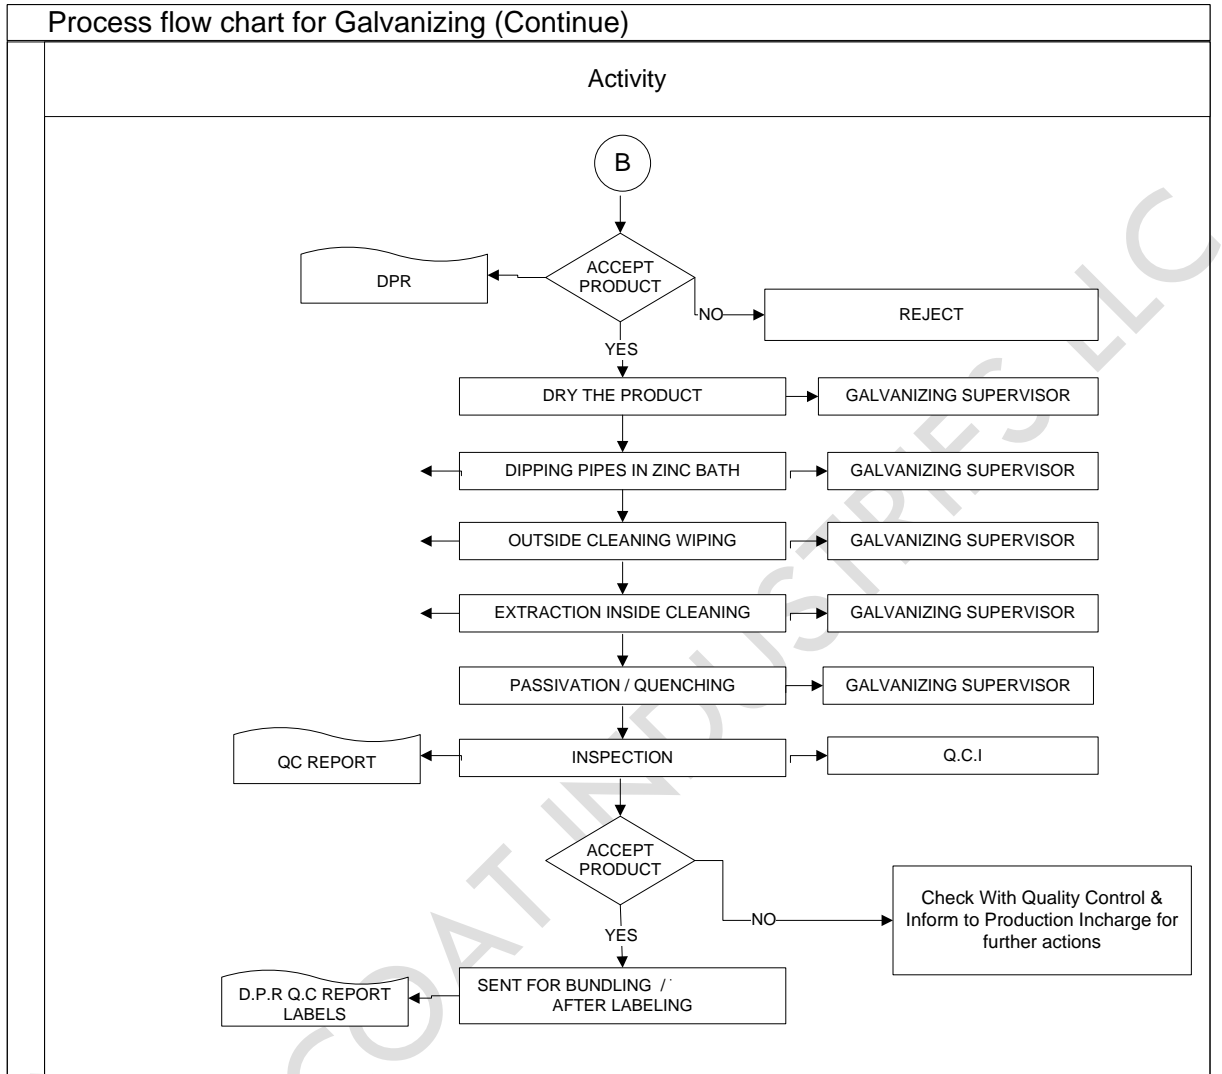 Process flow chart for Galvanizing (Continue)
Activity
B
ACCEPT
PRODUCT
DPR
NO
REJECT
YES
DRY THE PRODUCT
GALVANIZING SUPERVISOR
DIPPING PIPES IN ZINC BATH
GALVANIZING SUPERVISOR
OUTSIDE CLEANING WIPING
GALVANIZING SUPERVISOR
EXTRACTION INSIDE CLEANING
GALVANIZING SUPERVISOR
PASSIVATION / QUENCHING
GALVANIZING SUPERVISOR
QC REPORT
INSPECTION
Q.C.I
ACCEPT
PRODUCT
NO
Check With Quality Control &
Inform to Production Incharge for
further actions
YES
D.P.R Q.C REPORT
LABELS
SENT FOR BUNDLING /
AFTER LABELING
COAT INDUSTRIES LLC